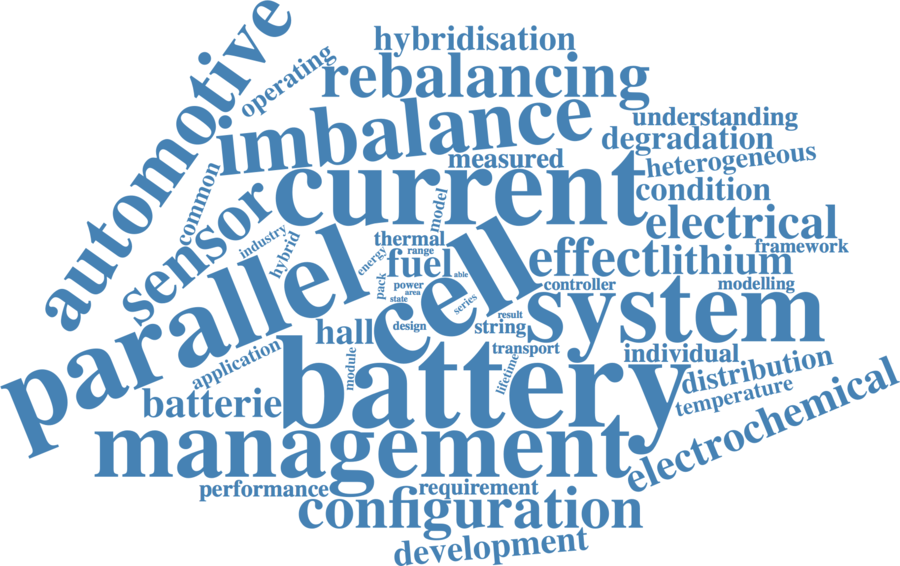 automotive
operating
hybridisation
rebalancing
imbalance
understanding
degradation
measured
heterogeneous
common
sensor
current
condition
model
electrical
industry
hybrid
thermal
range
framework
parallel
energy
fuel
able
cell
effect
lithium
pack
power
area
state
controller
modelling
series
system
result
hall
design
string
application
module
transport
lifetime
individual
distribution
batterie
battery
temperature
management
electrochemical
performance
requirement
configuration
development